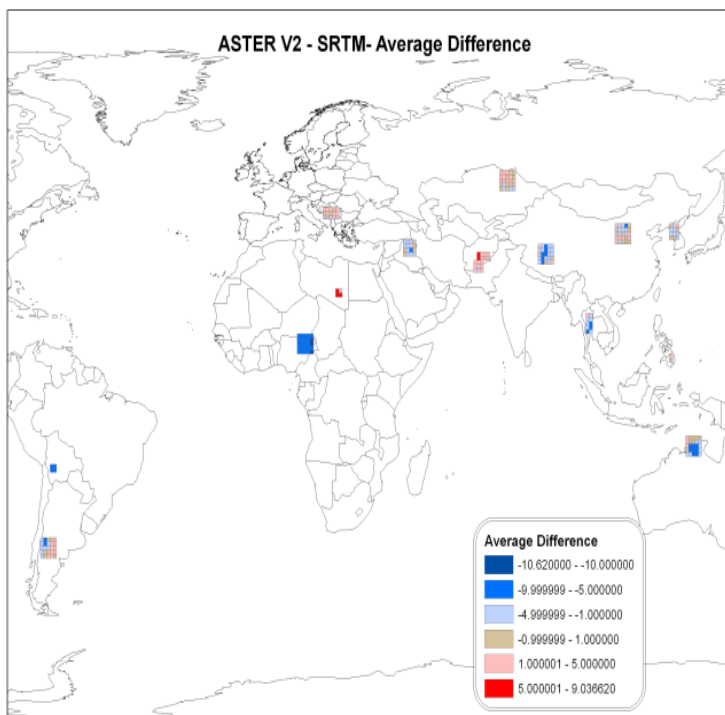 ASTER V2 - SRTM- Average Difference
Average Difference
-10.620000 - -10.000000
-9.999999 - -5.000000
-4.999999 - -1.000000
-0.999999 - 1.000000
1.000001 - 5.000000
5.000001 - 9.036620